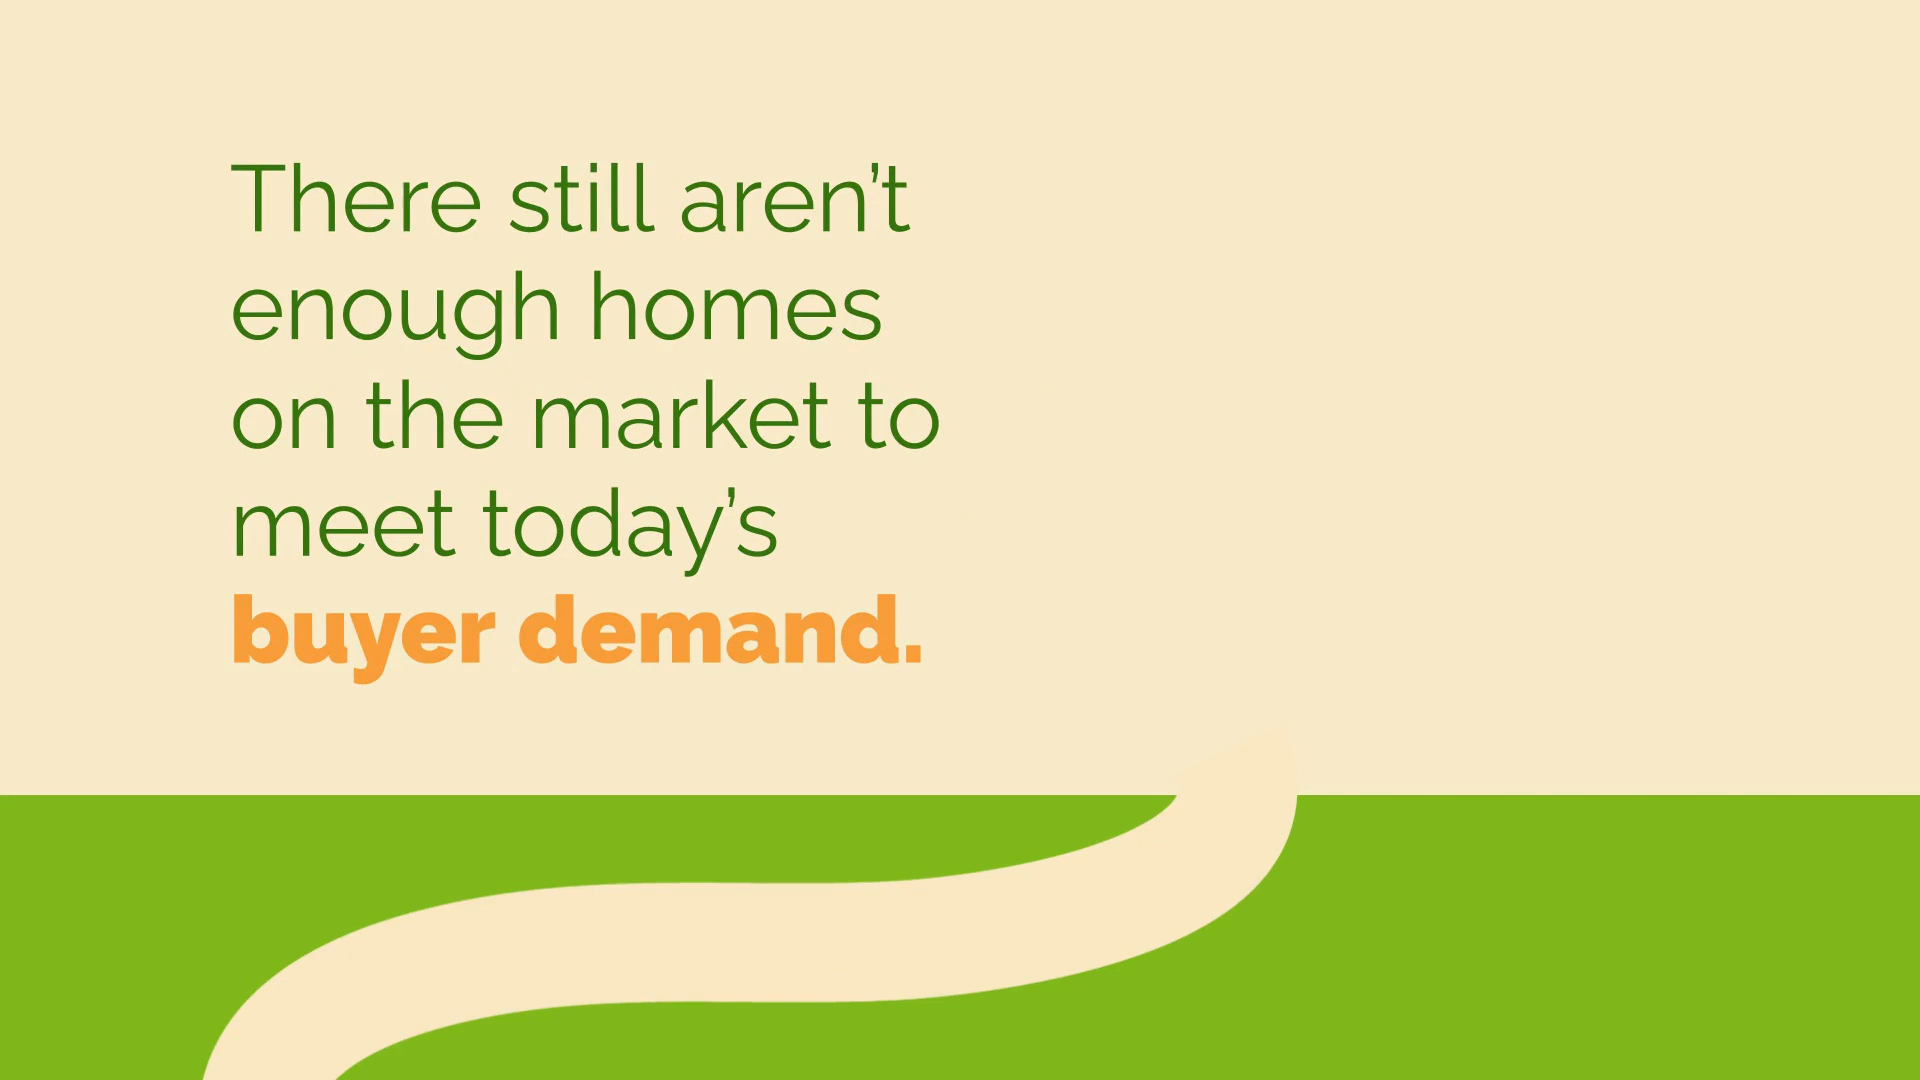 There still aren’t
enough homes
on the market to
meet today’s
buyer demand.